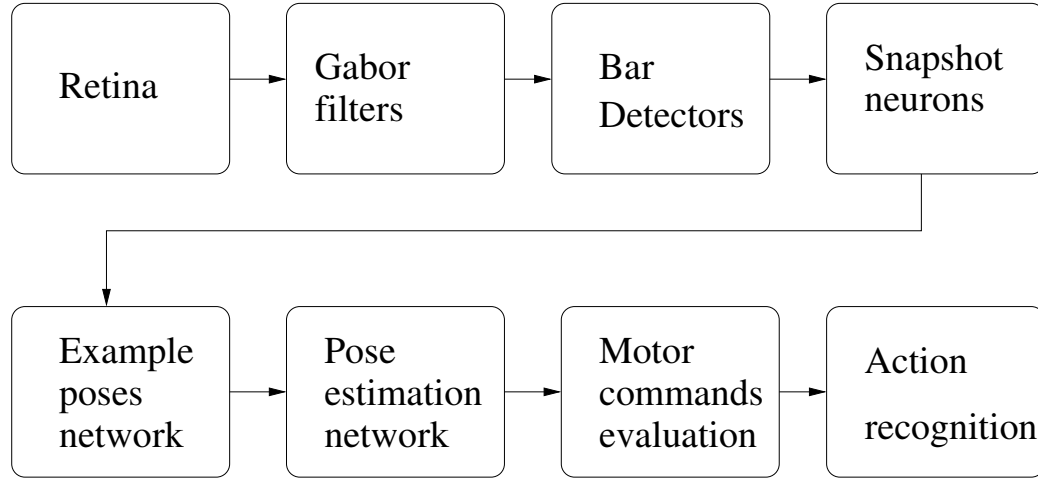 Retina
Gabor
filters
Bar
Detectors
Snapshot
neurons
Example
poses
network
Pose
estimation
network
Motor
commands
evaluation
Action
recognition